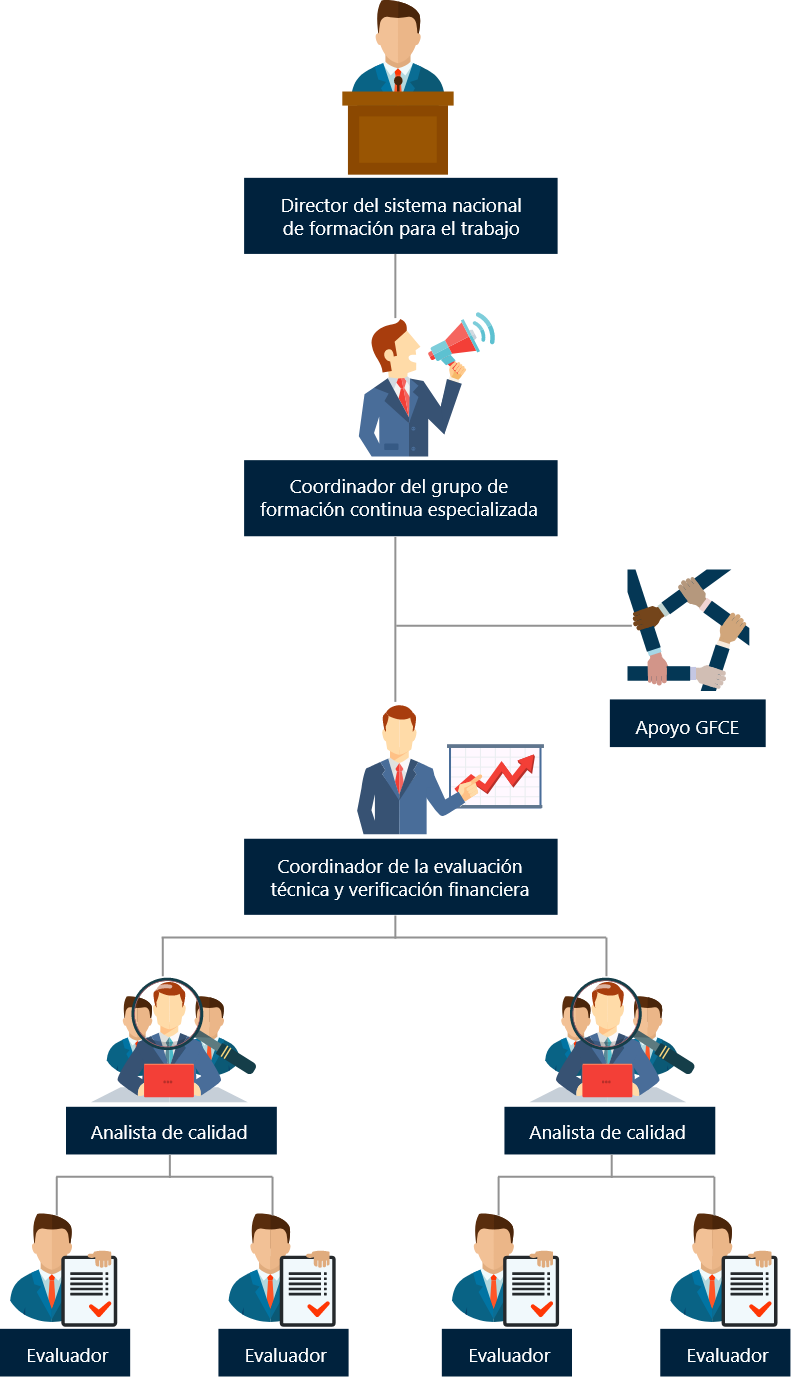 Director del sistema nacional
de formación para el trabajo
Coordinador del grupo de
formación continua especializada
Apoyo GFCE
Coordinador de la evaluación
técnica y verificación financiera
Analista de calidad
Analista de calidad
Evaluador
Evaluador
Evaluador
Evaluador